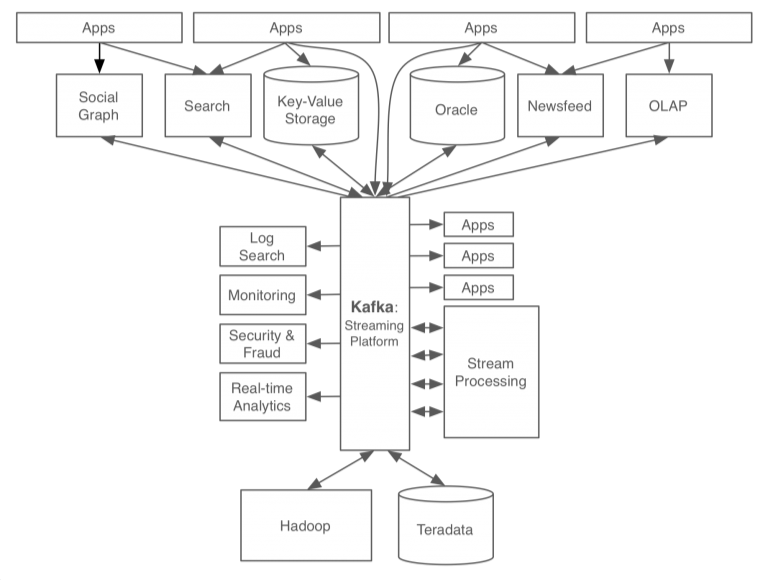 Apps
Apps
Apps
Apps
Social
Graph
Search
Key-Value
Storage
Oracle
Newsfeed
OLAP
Log
Search
Monitoring
Security &
Fraud
Real-time
Analytics
Kafka:
Streaming
Platform
Apps
Apps
Apps
Stream
Processing
Hadoop
Teradata